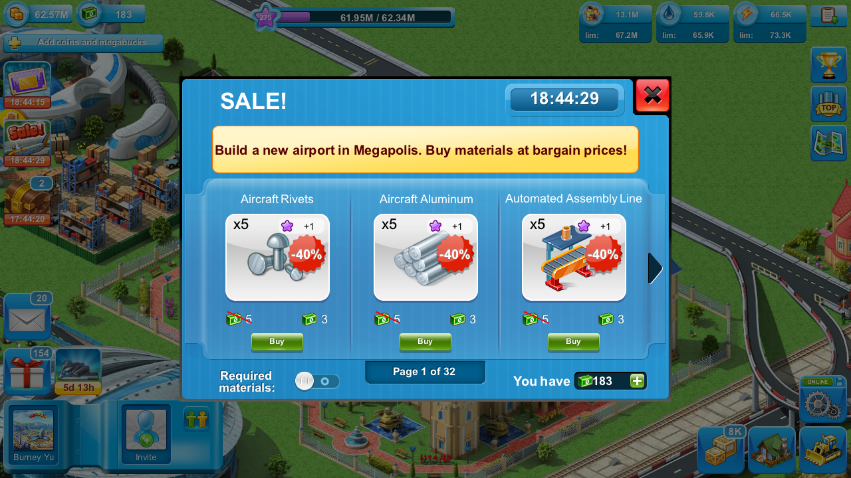 62.57M
183
275
61.95M / 62.34M
13.1M
lim: 67.2M
59.8K
lim: 65.9K
66.5K
lim: 73.3K
Add coins and megabucks
18:44:15
Sale!
18:44:29
2
17:44:20
TOP
SALE!
18:44:29
Build a new airport in Megapolis. Buy materials at bargain prices!
Aircraft Rivets
Aircraft Aluminum
Automated Assembly Line
x5
+1
-40%
x5
+1
-40%
x5
+1
-40%
5
3
5
3
5
3
Buy
Buy
Buy
Required
materials:
Page 1 of 32
You have
183
20
154
5d 13h
Burney Yu
Invite
ONLINE
8K